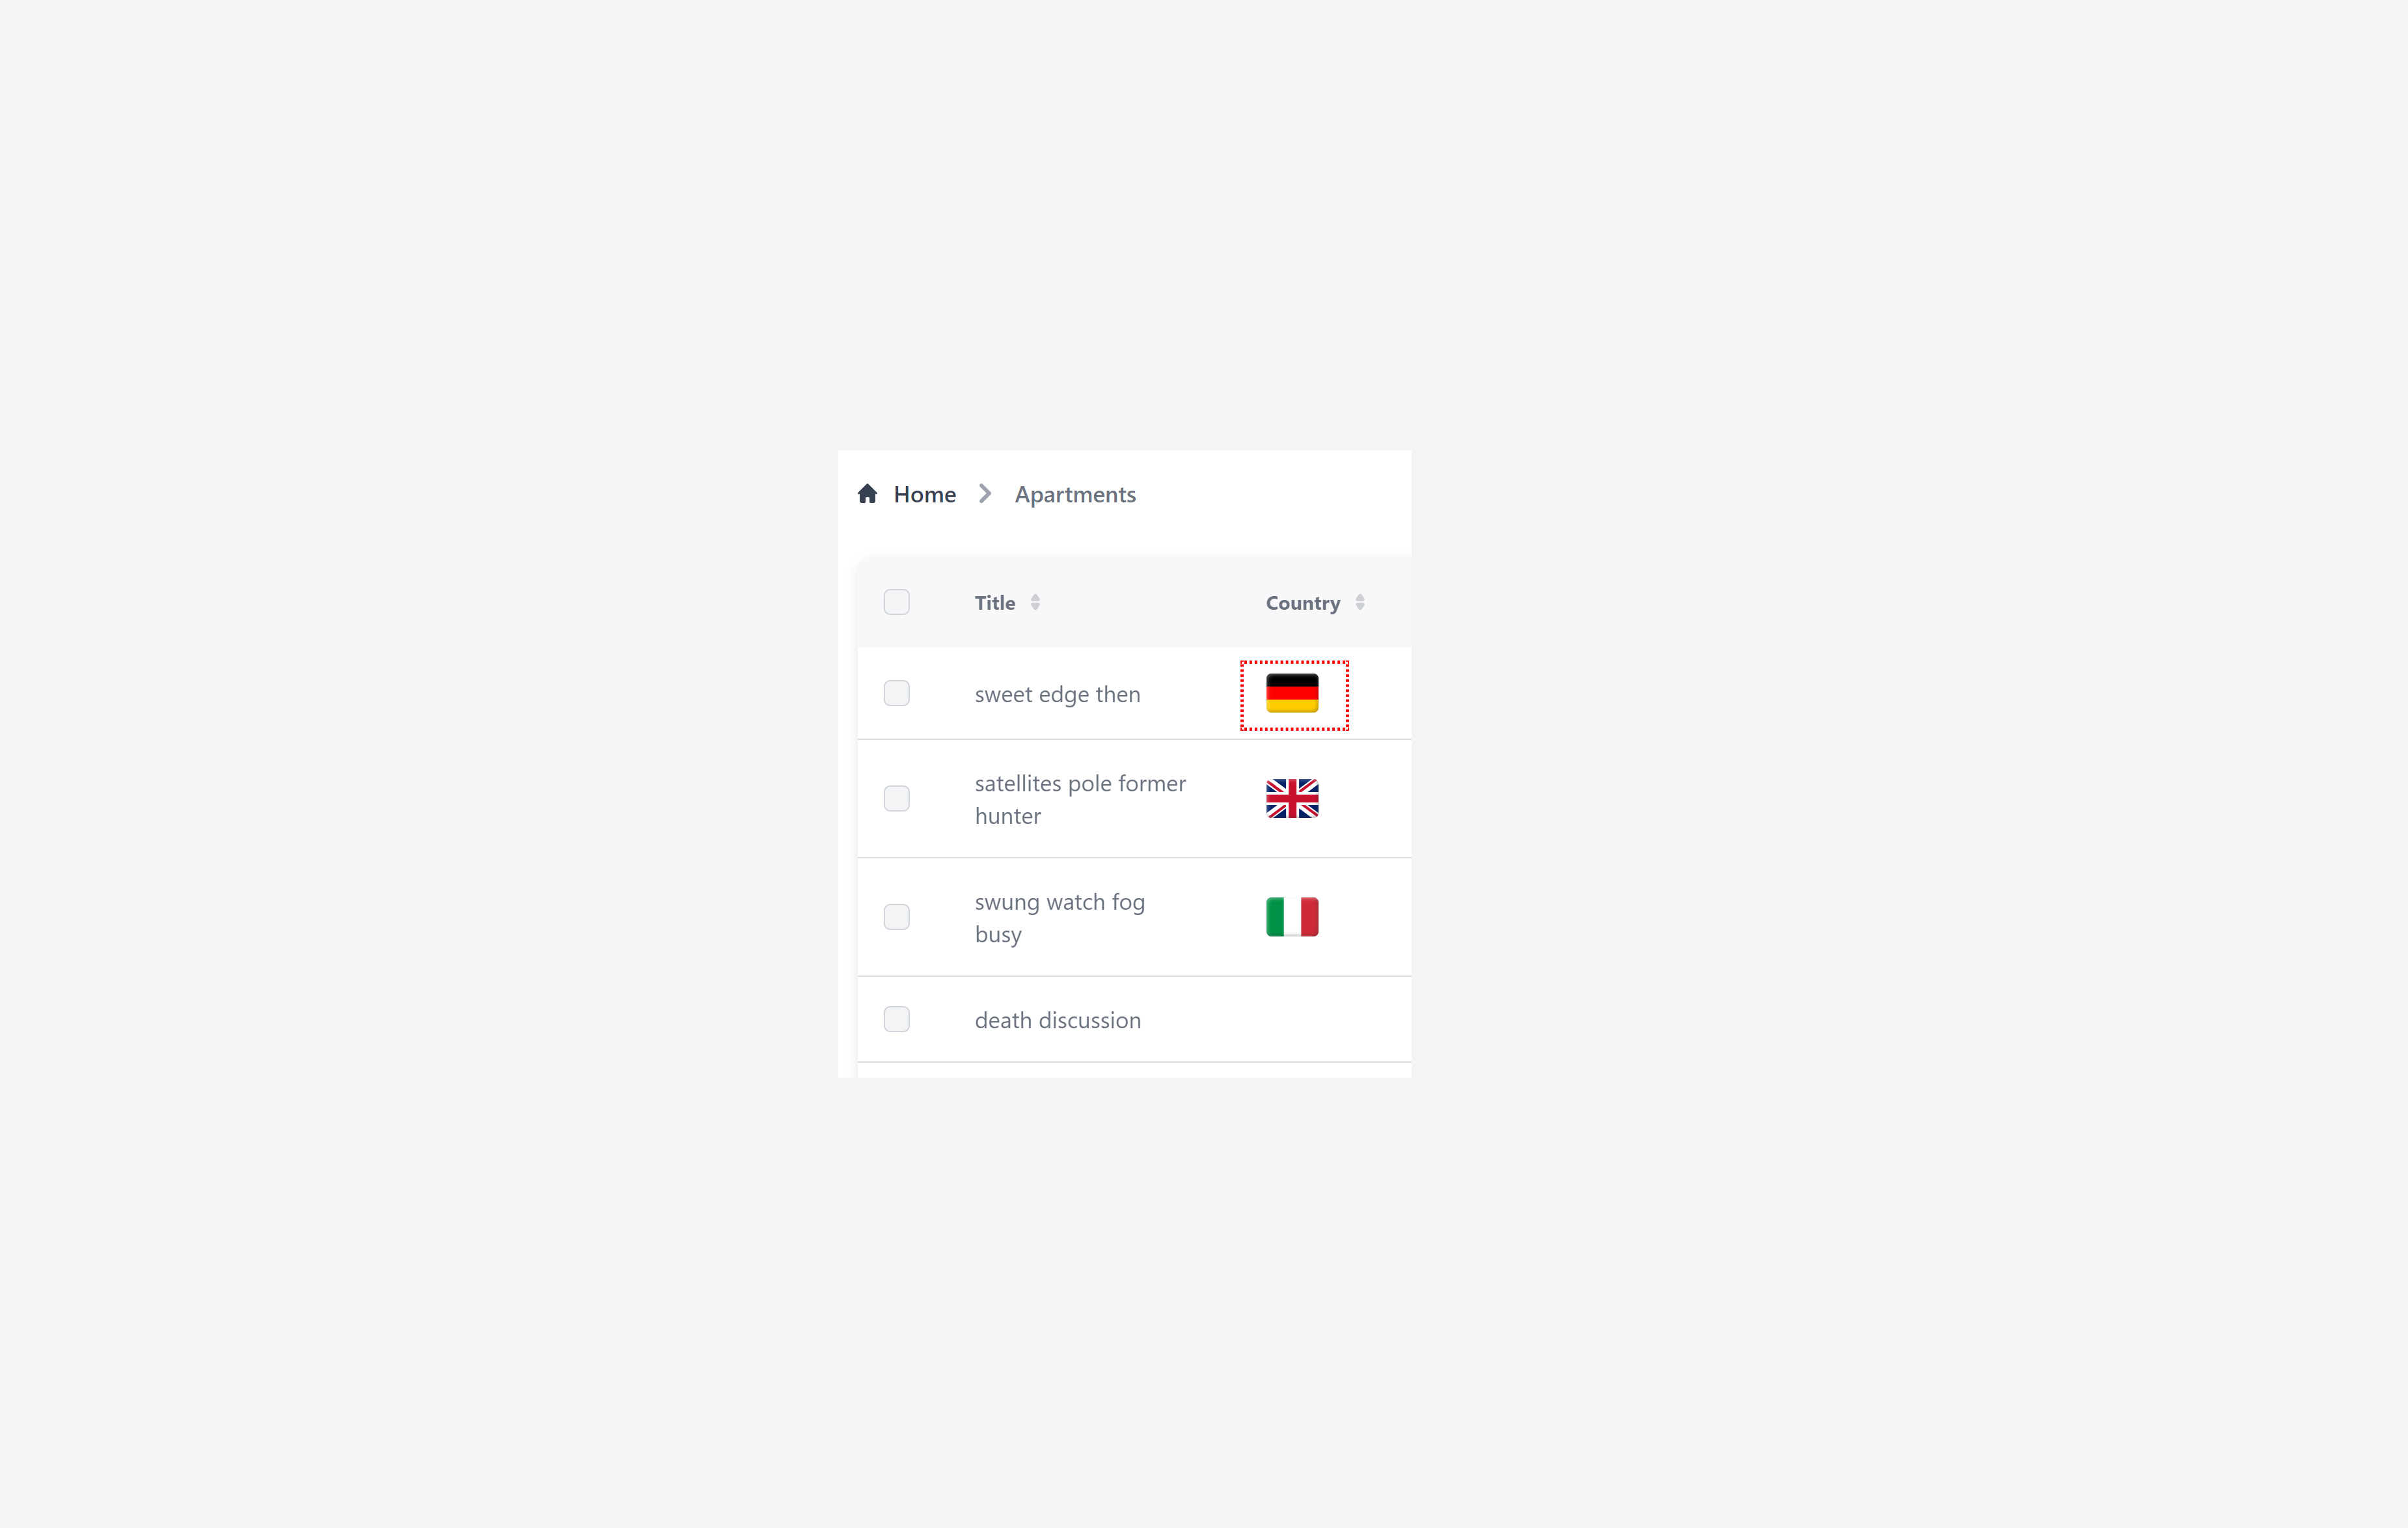 Home
Apartments
Title
Country
sweet edge then
satellites pole former
hunter
swung watch fog
busy
death discussion